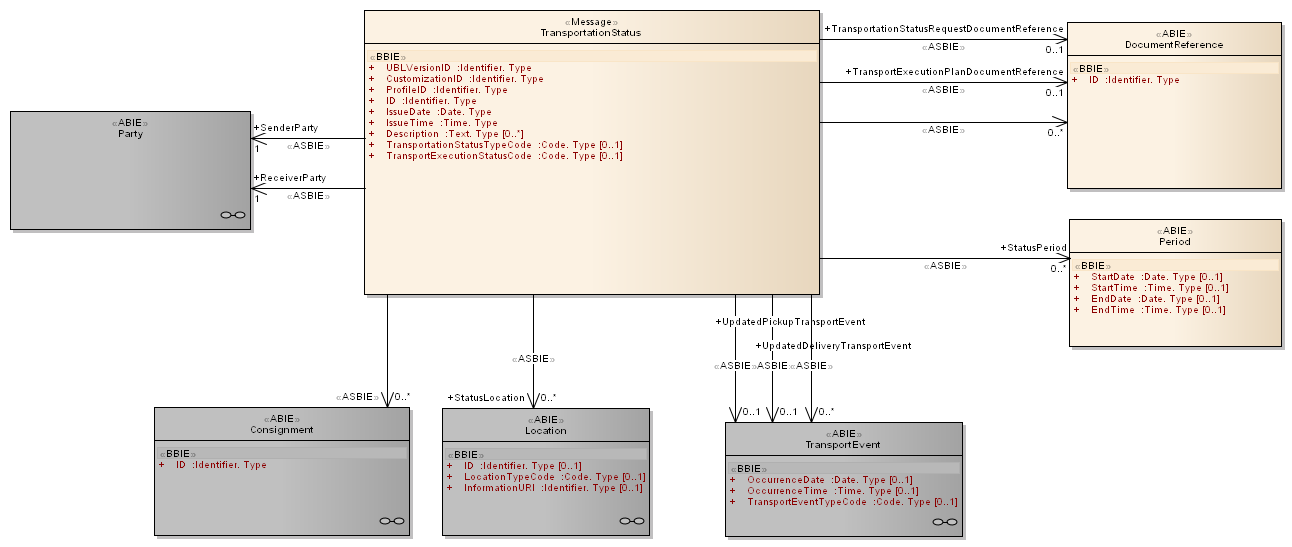 «Message»
TransportationStatus
«BBIE»
+ UBLVersionID :Identifier. Type
+ CustomizationID :Identifier. Type
+ ProfileID :Identifier. Type
+ ID :Identifier. Type
+ IssueDate :Date. Type
+ IssueTime :Time. Type
+ Description :Text. Type [0..*]
+ TransportationStatusTypeCode :Code. Type [0..1]
+ TransportExecutionStatusCode :Code. Type [0..1]
«ABIE»
Party
+SenderParty
1
«ASBIE»
+ReceiverParty
1
«ASBIE»
+TransportationStatusRequestDocumentReference
«ASBIE»
0..1
+TransportExecutionPlanDocumentReference
«ASBIE»
0..1
«ASBIE»
0..*
«ABIE»
DocumentReference
«BBIE»
+ ID :Identifier. Type
+StatusPeriod
«ASBIE»
0..*
«ABIE»
Period
«BBIE»
+ StartDate :Date. Type [0..1]
+ StartTime :Time. Type [0..1]
+ EndDate :Date. Type [0..1]
+ EndTime :Time. Type [0..1]
«ASBIE»
0..*
«ABIE»
Consignment
«BBIE»
+ ID :Identifier. Type
«ASBIE»
+StatusLocation
0..*
«ABIE»
Location
«BBIE»
+ ID :Identifier. Type [0..1]
+ LocationTypeCode :Code. Type [0..1]
+ InformationURI :Identifier. Type [0..1]
+UpdatedPickupTransportEvent
+UpdatedDeliveryTransportEvent
«ASBIE» «ASBIE» «ASBIE»
0..1 0..1 0..*
«ABIE»
TransportEvent
«BBIE»
+ OccurrenceDate :Date. Type [0..1]
+ OccurrenceTime :Time. Type [0..1]
+ TransportEventTypeCode :Code. Type [0..1]